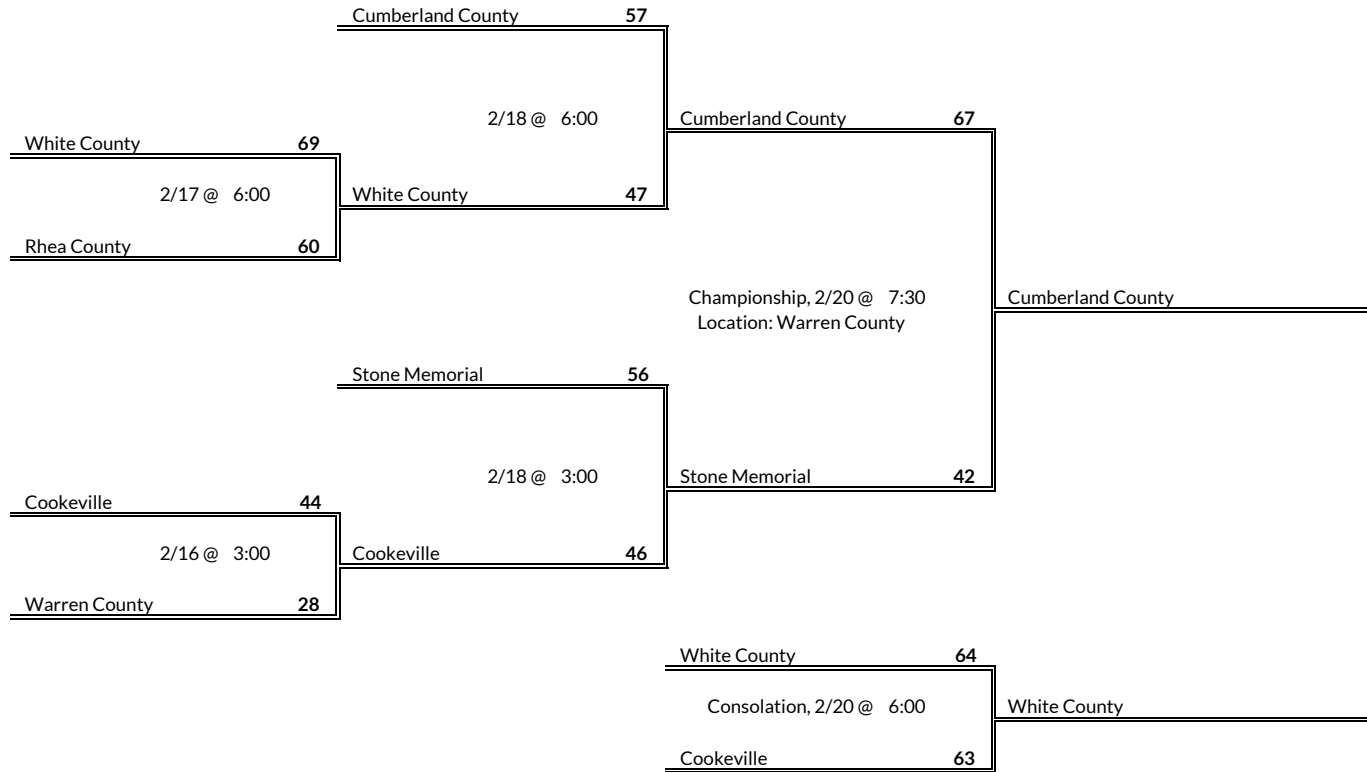 Cumberland County 57
2/18 @ 6:00
Cumberland County 67
White County 69
2/17 @ 6:00
White County 47
Rhea County 60
Championship, 2/20 @ 7:30
Location: Warren County
Cumberland County
Stone Memorial 56
2/18 @ 3:00
Stone Memorial 42
Cookeville 44
2/16 @ 3:00
Cookeville 46
Warren County 28
White County 64
Consolation, 2/20 @ 6:00
White County
Cookeville 63